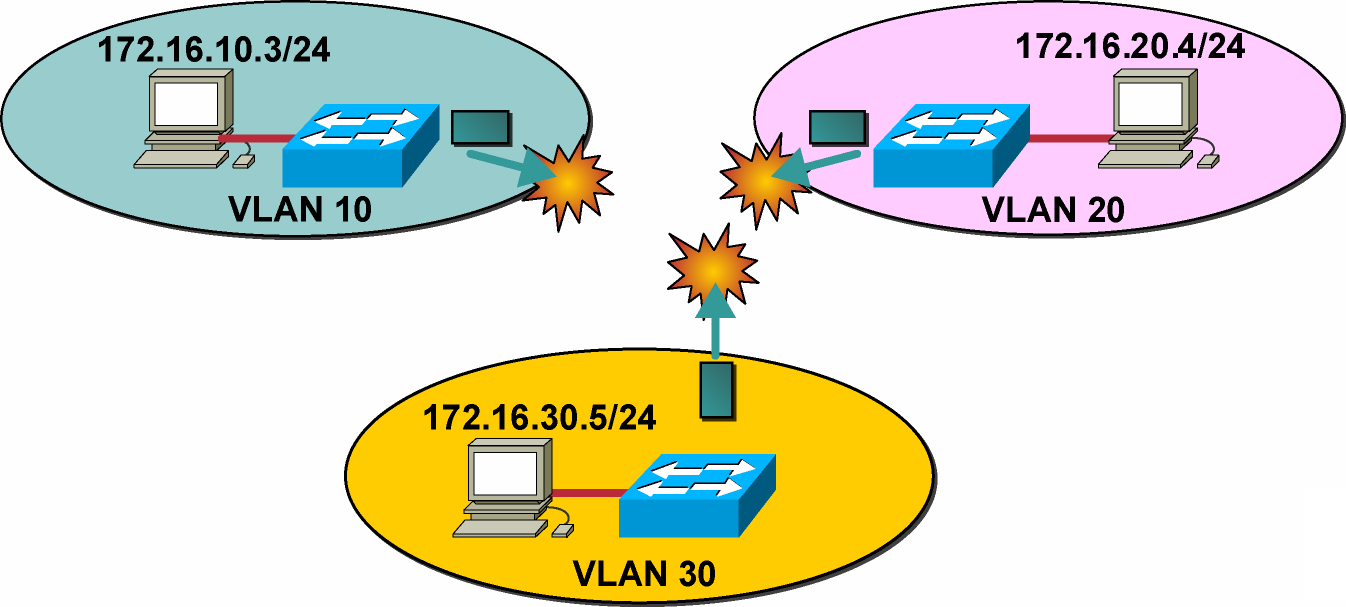 172.16.10.3/24
172.16.20.4/24
VLAN 10
VLAN 20
172.16.30.5/24
VLAN 30